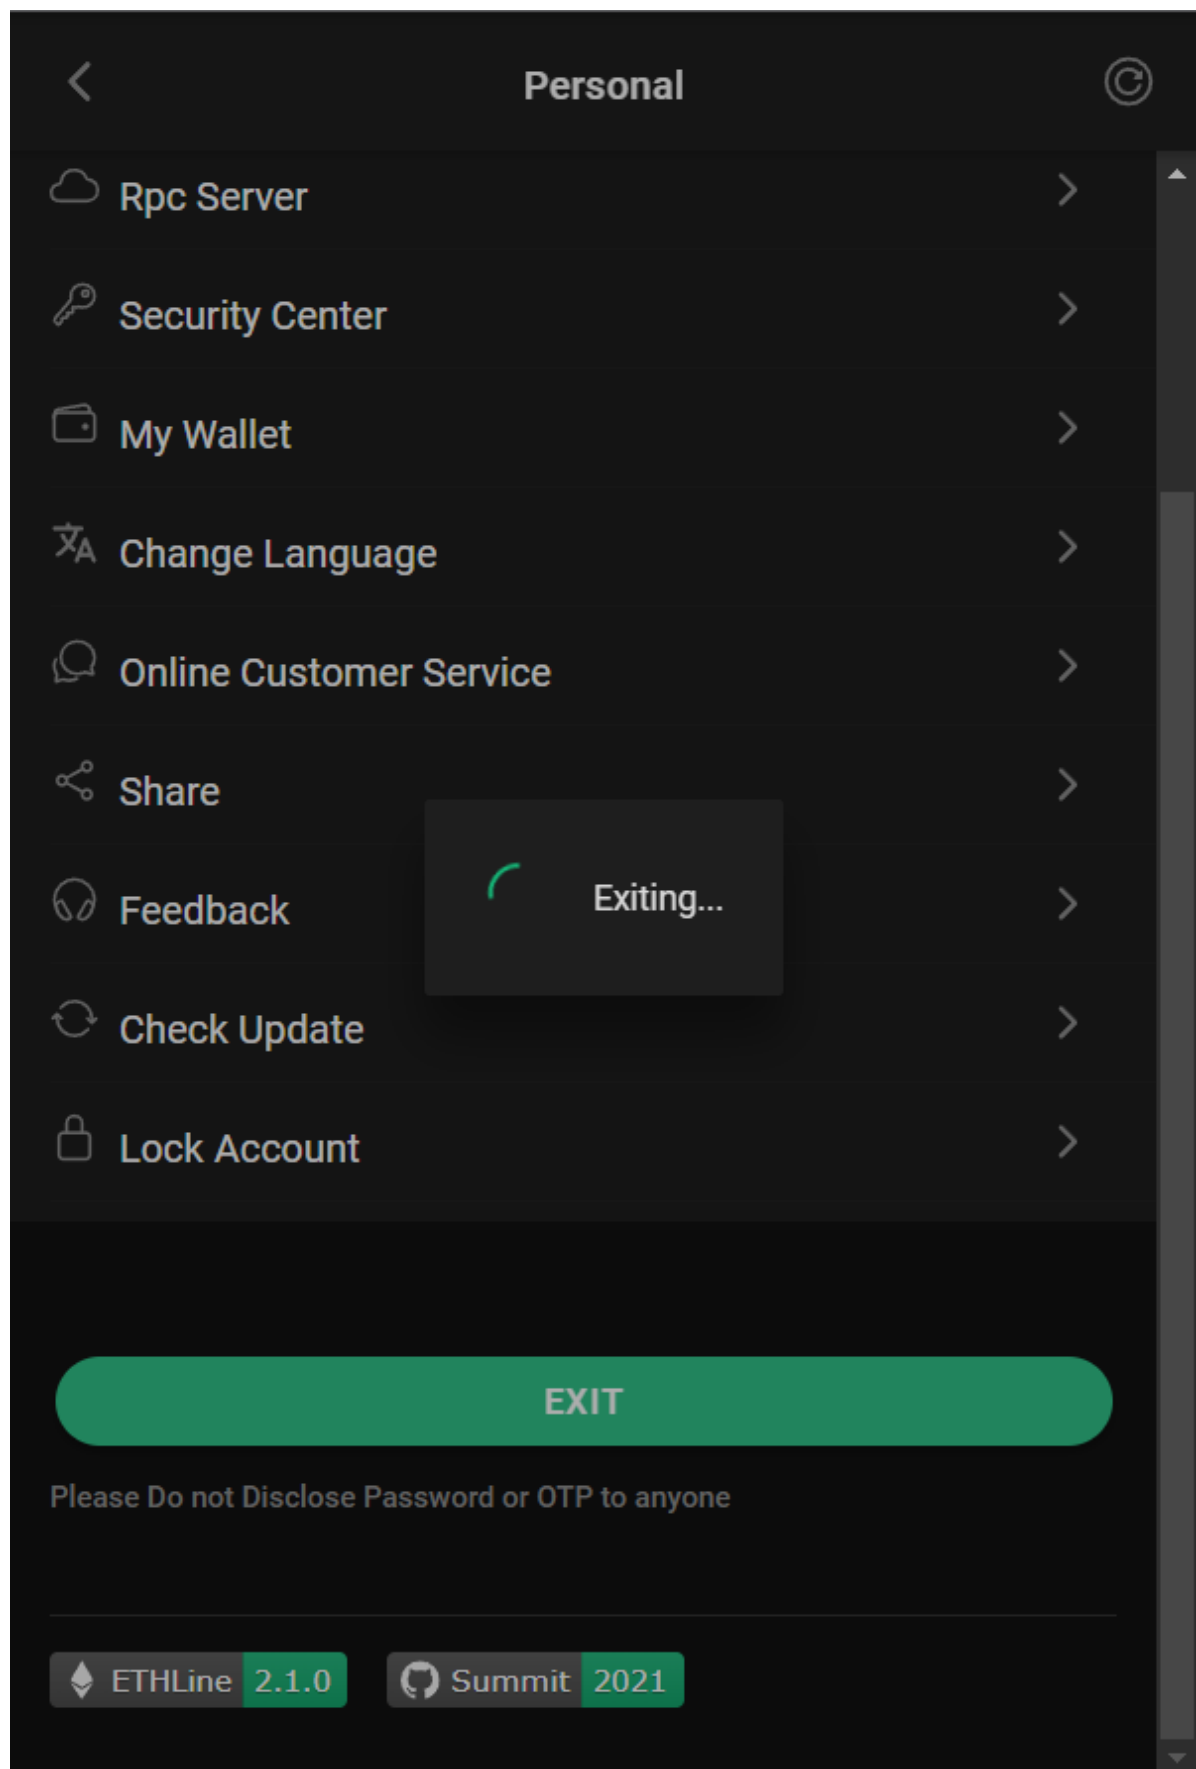 Personal
Rpc Server
Security Center
My Wallet
Change Language
Online Customer Service
Share
Exiting...
Feedback
Check Update
Lock Account
EXIT
Please Do not Disclose Password or OTP to anyone
ETHLine 2.1.0 Summit 2021